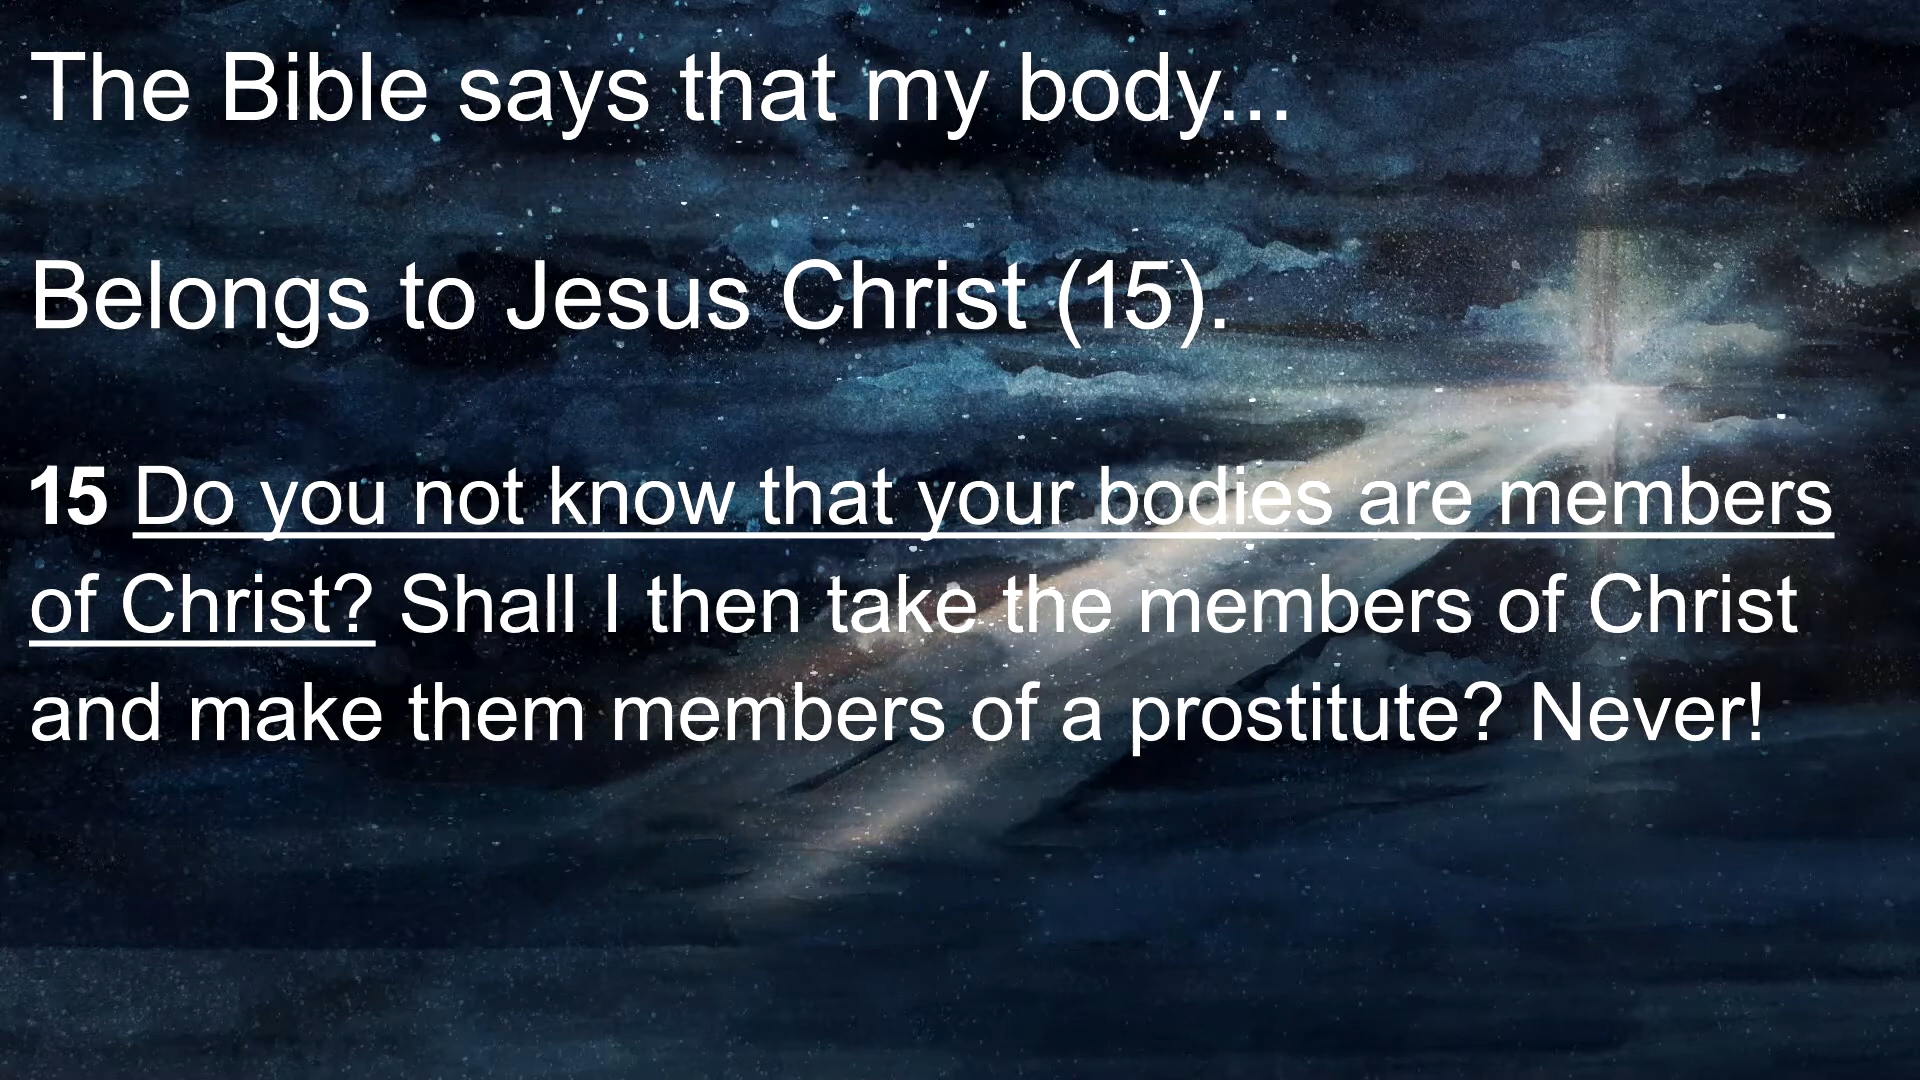 The Bible says that my body...
Belongs to Jesus Christ (15).
15 Do you not know that your bodies are members
of Christ? Shall I then take the members of Christ
and make them members of a prostitute? Never!